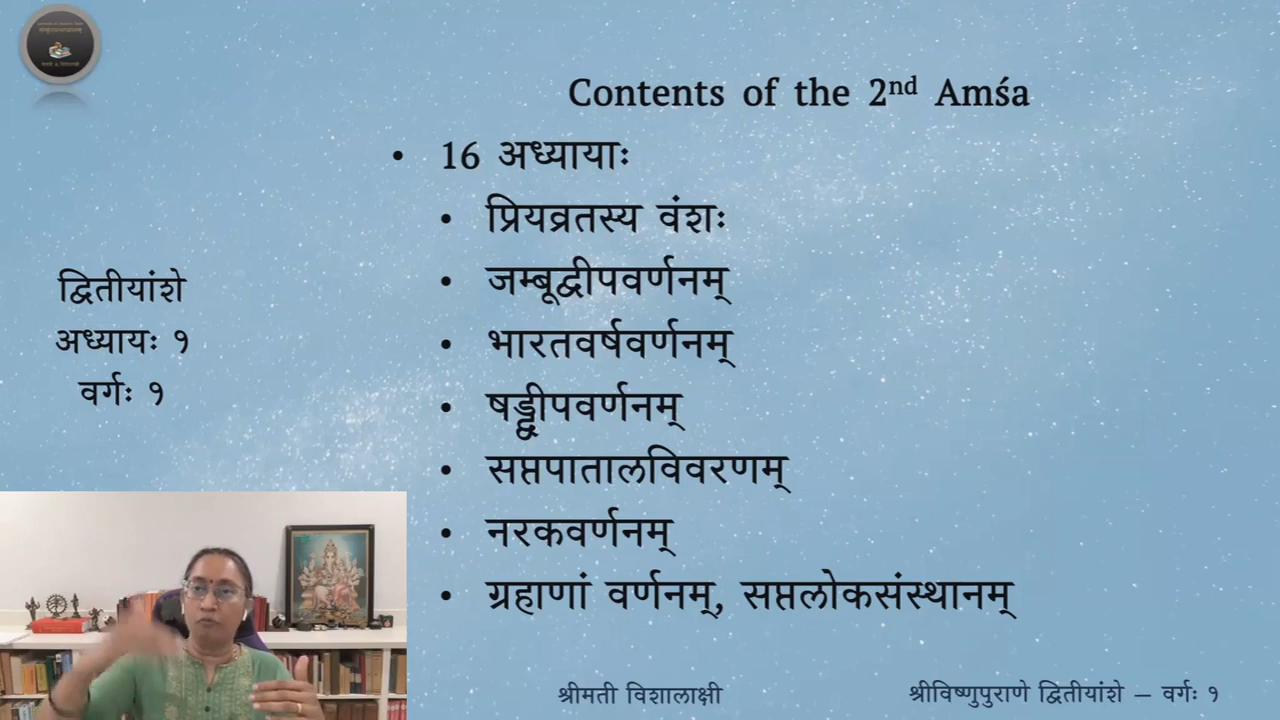 Contents of the 2nd Amśa
• 16 अध्यायाः
• प्रियव्रतस्य वंशः
• जम्बूद्वीपवर्णनम्
• भारतवर्षवर्णनम्
• षड्द्वीपवर्णनम्
• सप्तपातालविवरणम्
• नरकवर्णनम्
• ग्रहाणां वर्णनम्, सप्तलोकसंस्थानम्
द्वितीयांशे
अध्यायः १
वर्गः १
श्रीमती विशालाक्षी
श्रीविष्णुपुराणे द्वितीयांशे – वर्गः १